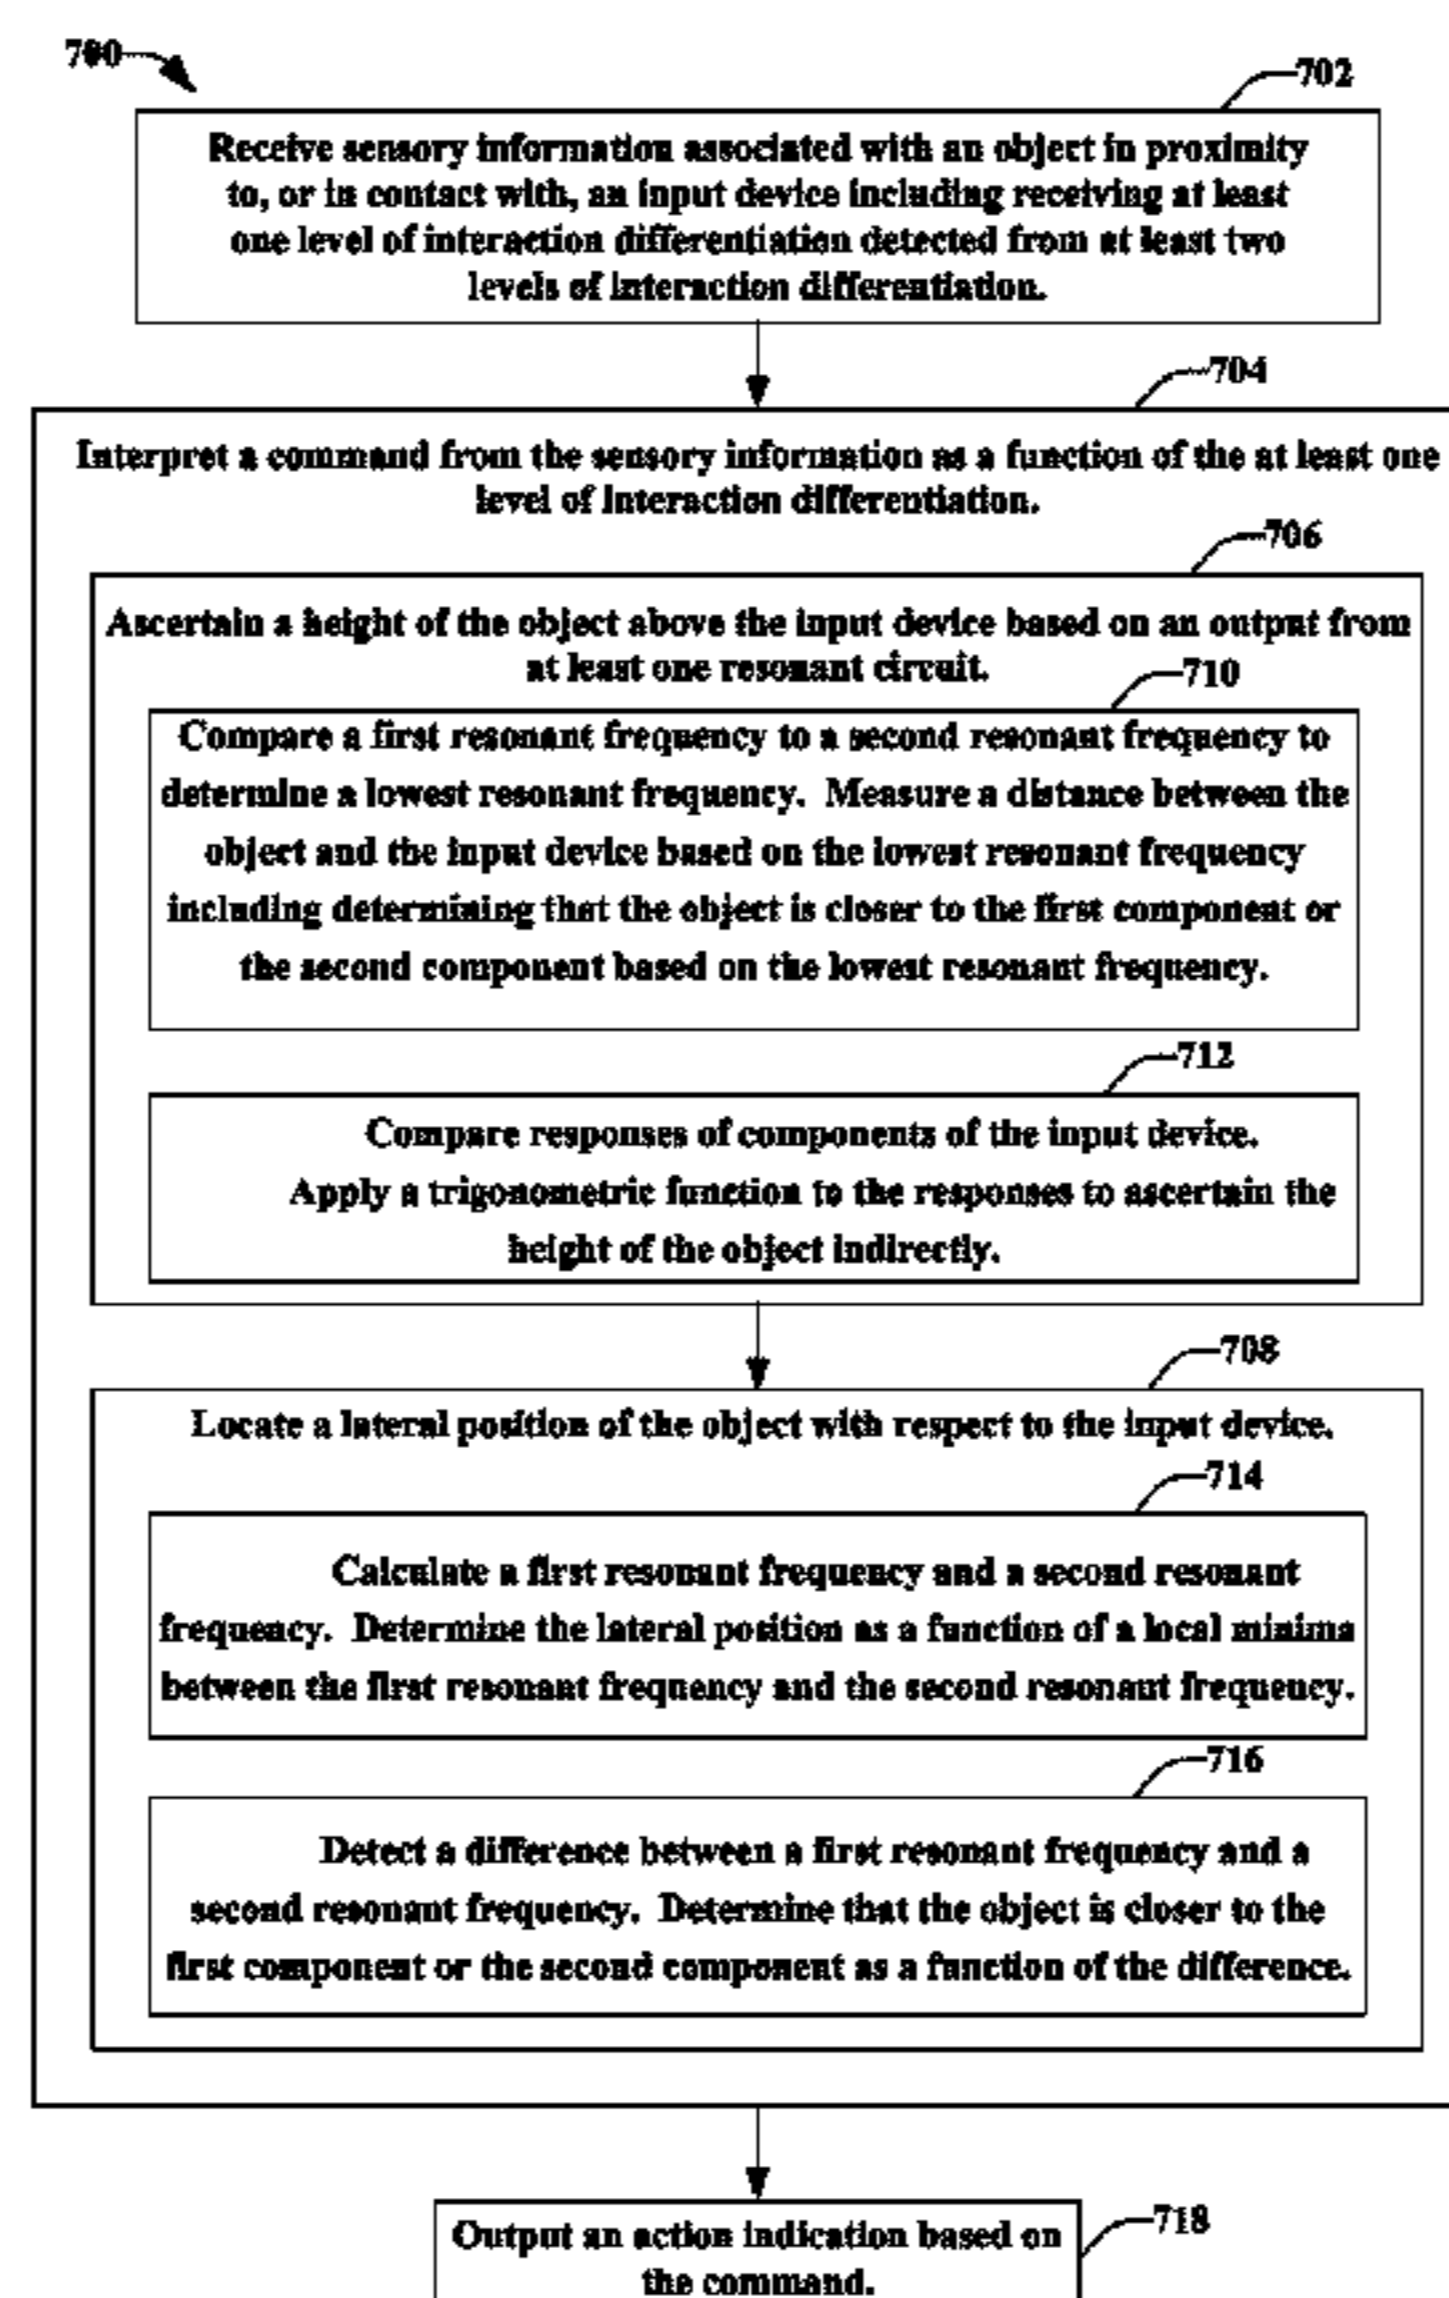 700
702
Receive sensory information associated with an object in proximity
to, or in contact with, an input device including receiving at least
one level of interaction differentiation detected from at least two
levels of interaction differentiation.
704
Interpret a command from the sensory information as a function of the at least one
level of interaction differentiation.
706
Ascertain a height of the object above the input device based on an output from
at least one resonant circuit.
710
Compare a first resonant frequency to a second resonant frequency to
determine a lowest resonant frequency. Measure a distance between the
object and the input device based on the lowest resonant frequency
including determining that the object is closer to the first component or
the second component based on the lowest resonant frequency.
712
Compare responses of components of the input device.
Apply a trigonometric function to the responses to ascertain the
height of the object indirectly.
708
Locate a lateral position of the object with respect to the input device.
714
Calculate a first resonant frequency and a second resonant
frequency. Determine the lateral position as a function of a local minima
between the first resonant frequency and the second resonant frequency.
716
Detect a difference between a first resonant frequency and a
second resonant frequency. Determine that the object is closer to the
first component or the second component as a function of the difference.
718
Output an action indication based on
the command.